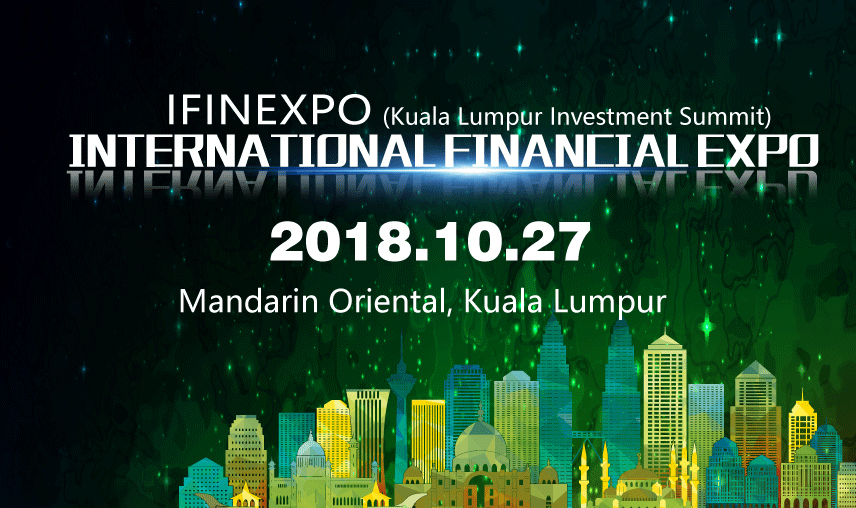 IFINEXPO (Kuala Lumpur Investment Summit)
INTERNATIONAL FINANCIAL EXPO
2018.10.27
Mandarin Oriental, Kuala Lumpur